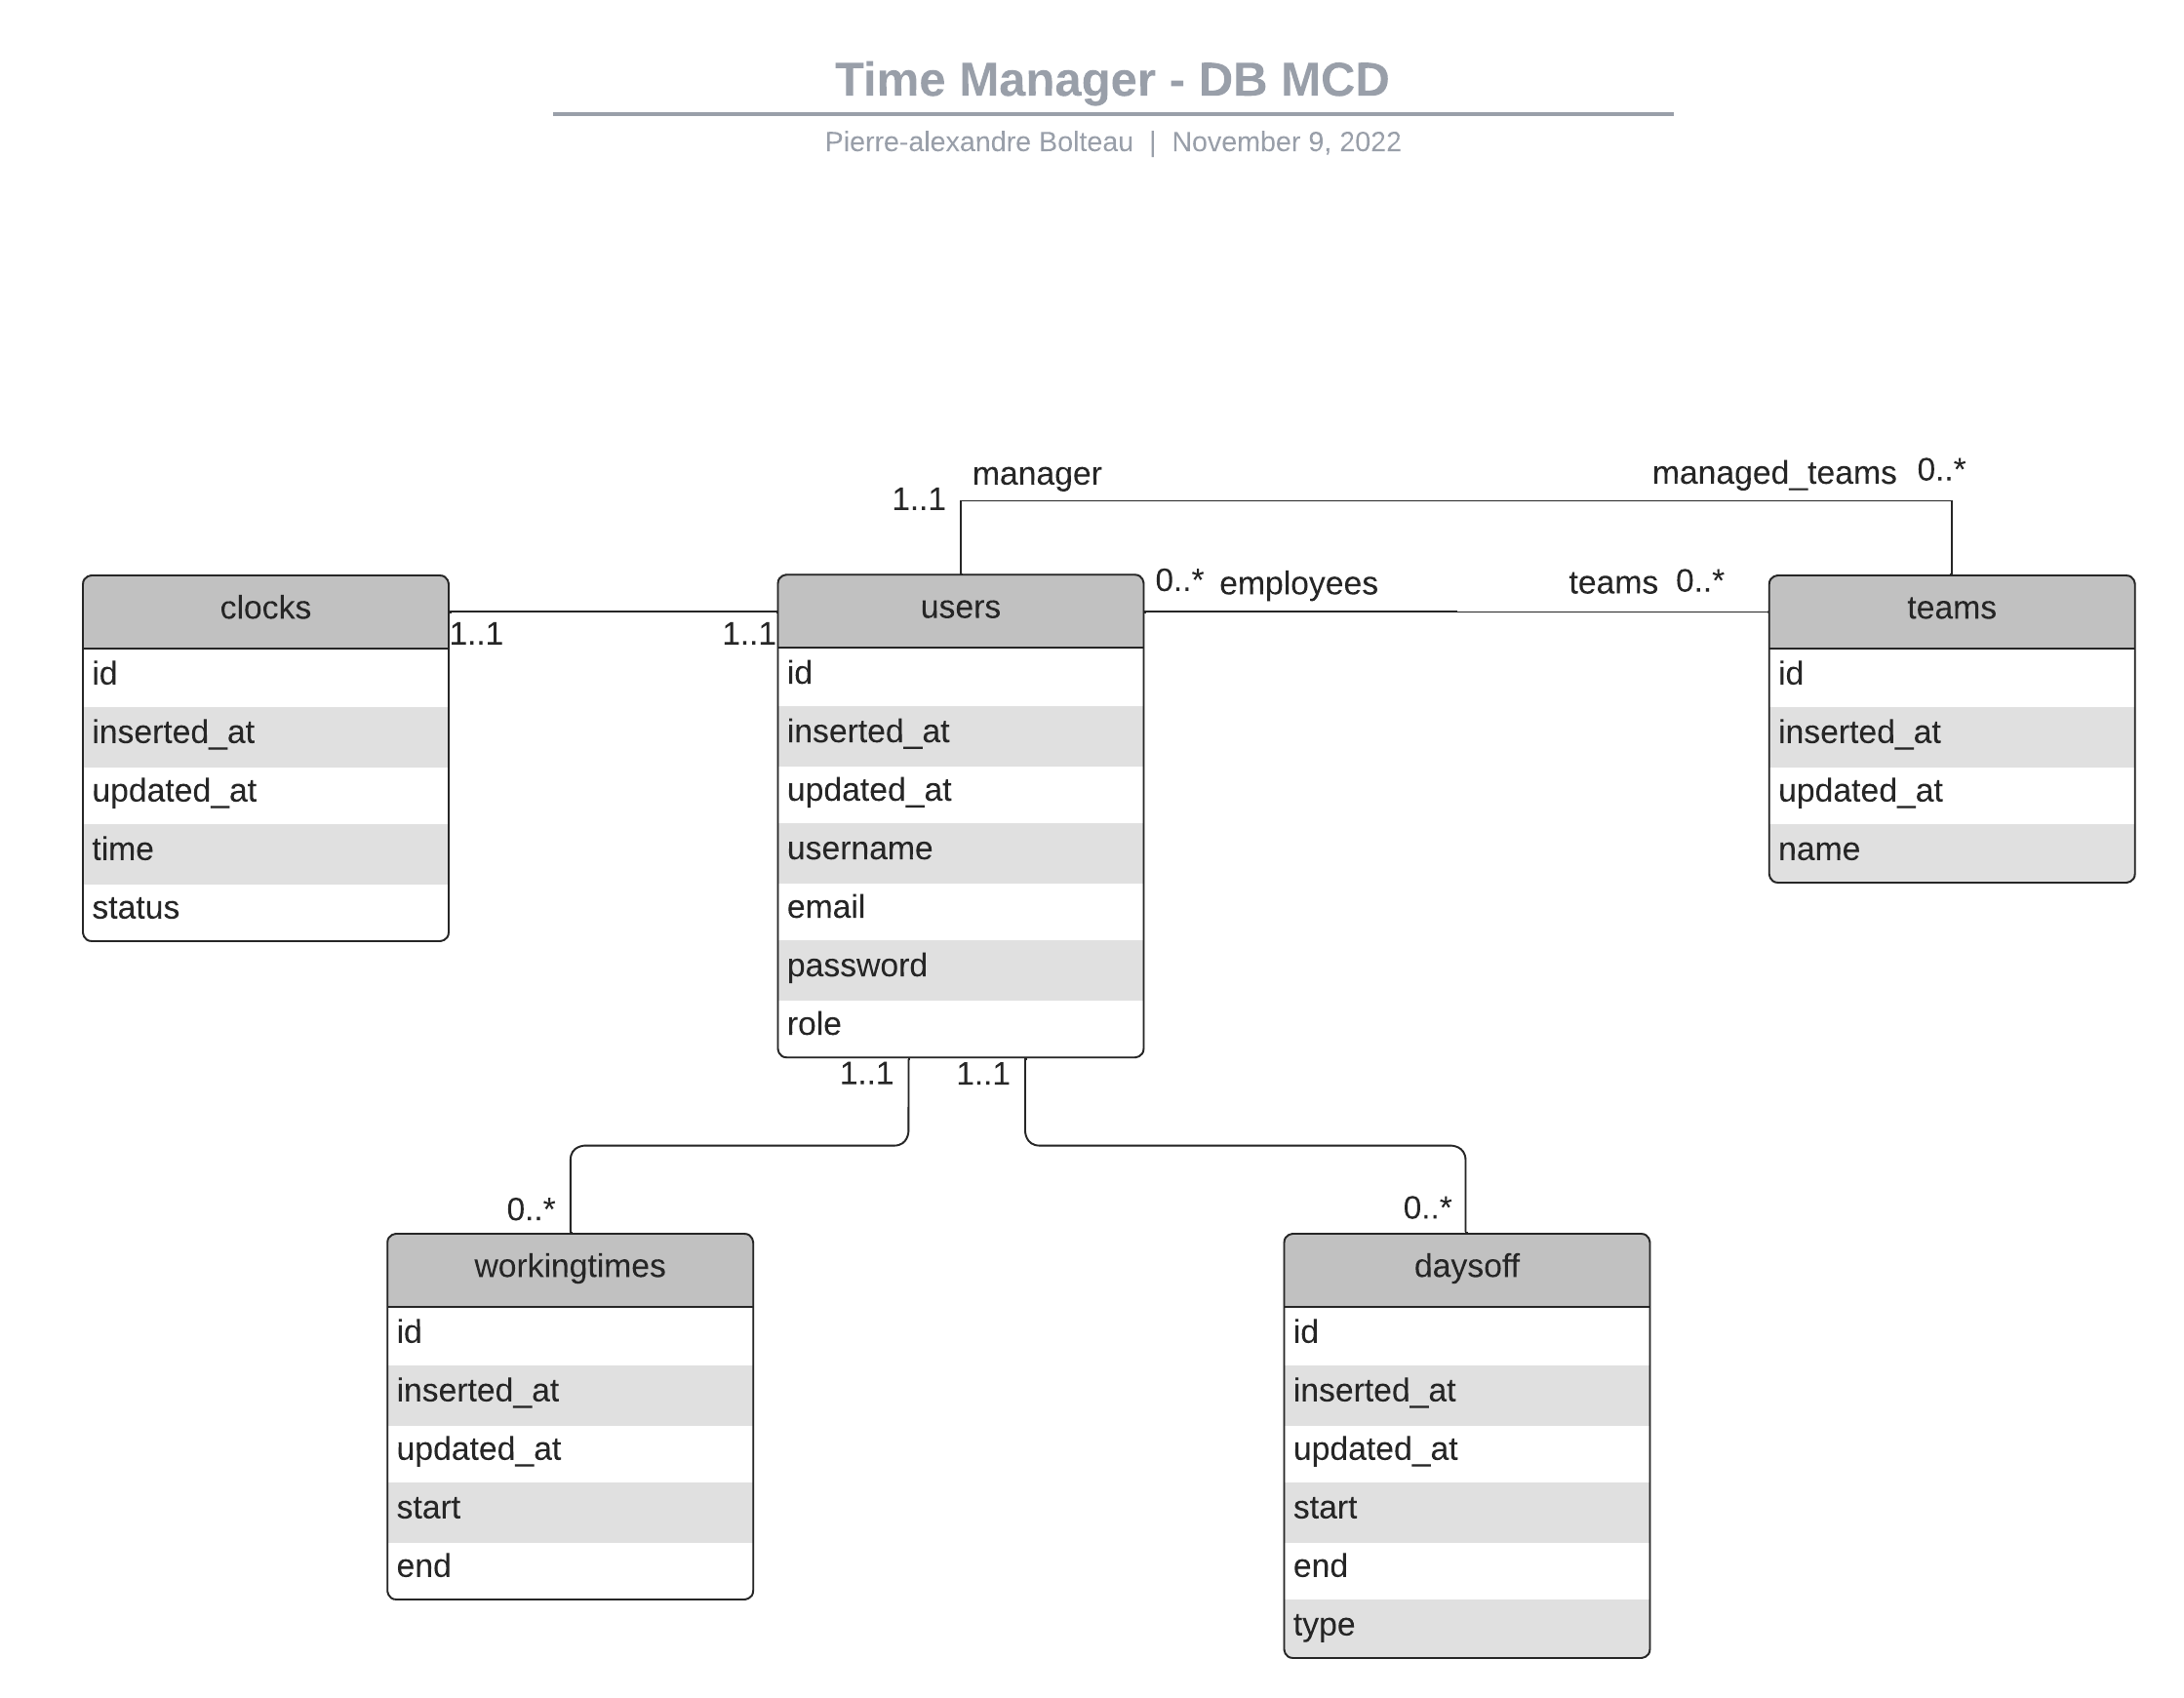 Time Manager - DB MCD
Pierre-alexandre Bolteau | November 9, 2022
manager
managed_teams 0..*
1..1
0..* employees
teams 0..*
clocks
1..1
1..1
id
inserted_at
updated_at
time
status
users
id
inserted_at
updated_at
username
email
password
role
teams
id
inserted_at
updated_at
name
1..1
1..1
0..*
0..*
workingtimes
id
inserted_at
updated_at
start
end
daysoff
id
inserted_at
updated_at
start
end
type